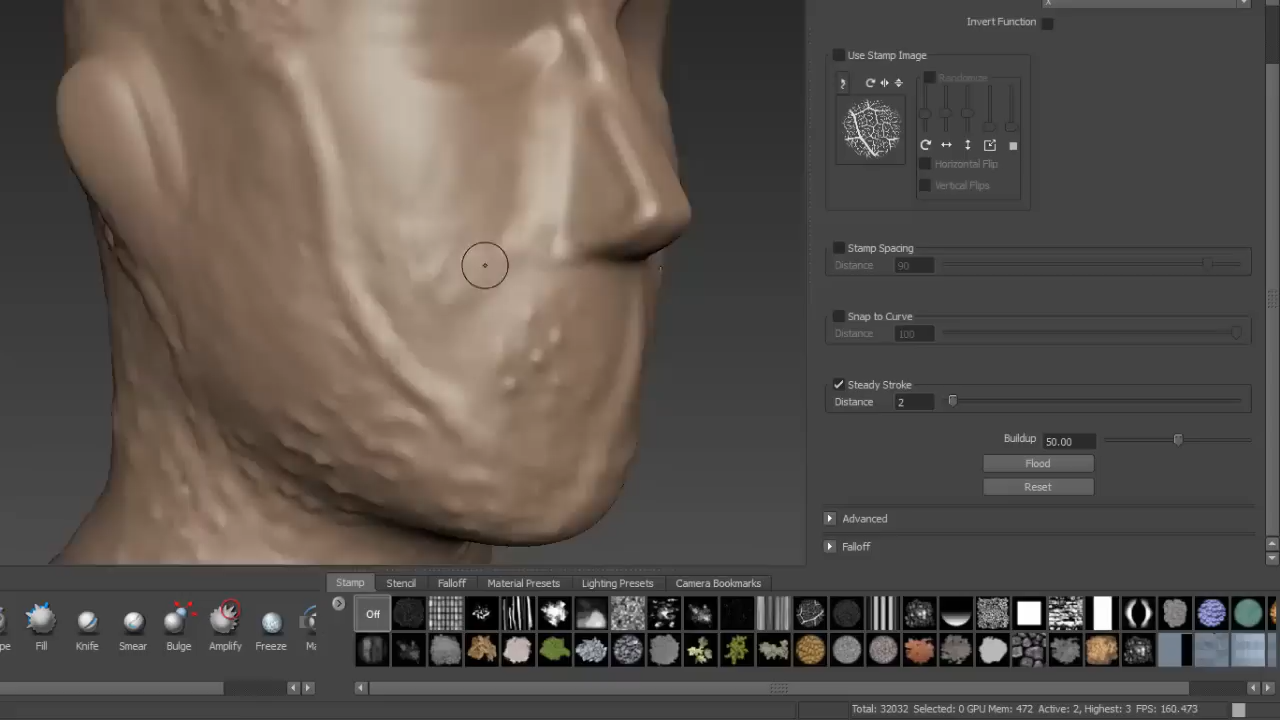 X
Invert Function
Use Stamp Image
Randomize
Horizontal Flip
Vertical Flips
Stamp Spacing
Distance 90
Snap to Curve
Distance 100
Steady Stroke
Distance 2
Buildup 50.00
Flood
Reset
Advanced
Falloff
Stamp Stencil Falloff Material Presets Lighting Presets Camera Bookmarks
Off
Fill Knife Smear Bulge Amplify Freeze
Total: 32032 Selected: 0 GPU Mem: 472 Active: 2, Highest: 3 FPS: 160.473